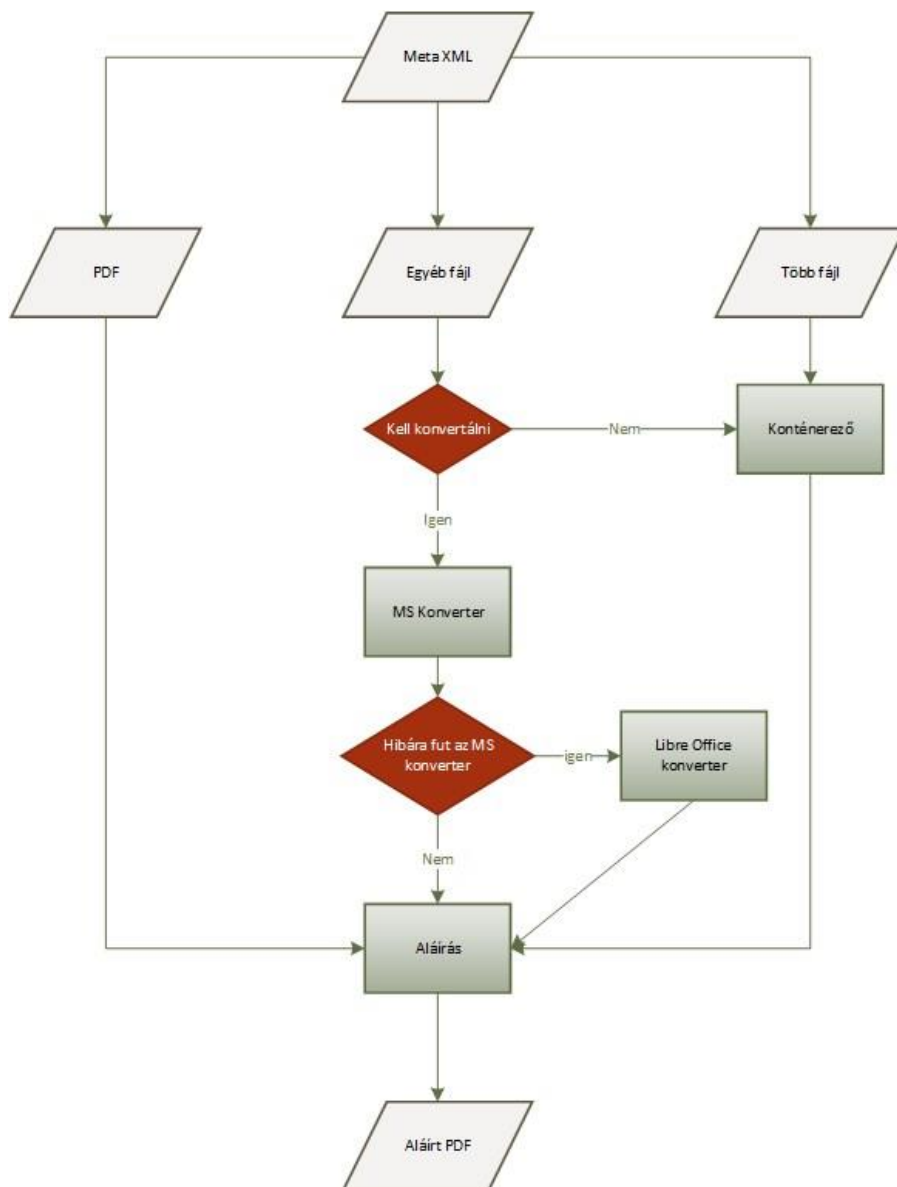 Meta XML
PDF
Egyéb fájl
Több fájl
Kell konvertálni
Nem
Konténerező
Igen
MS Konverter
Hibára fut az MS
konverter
igen
Libre Office
konverter
Nem
Aláírás
Aláírt PDF